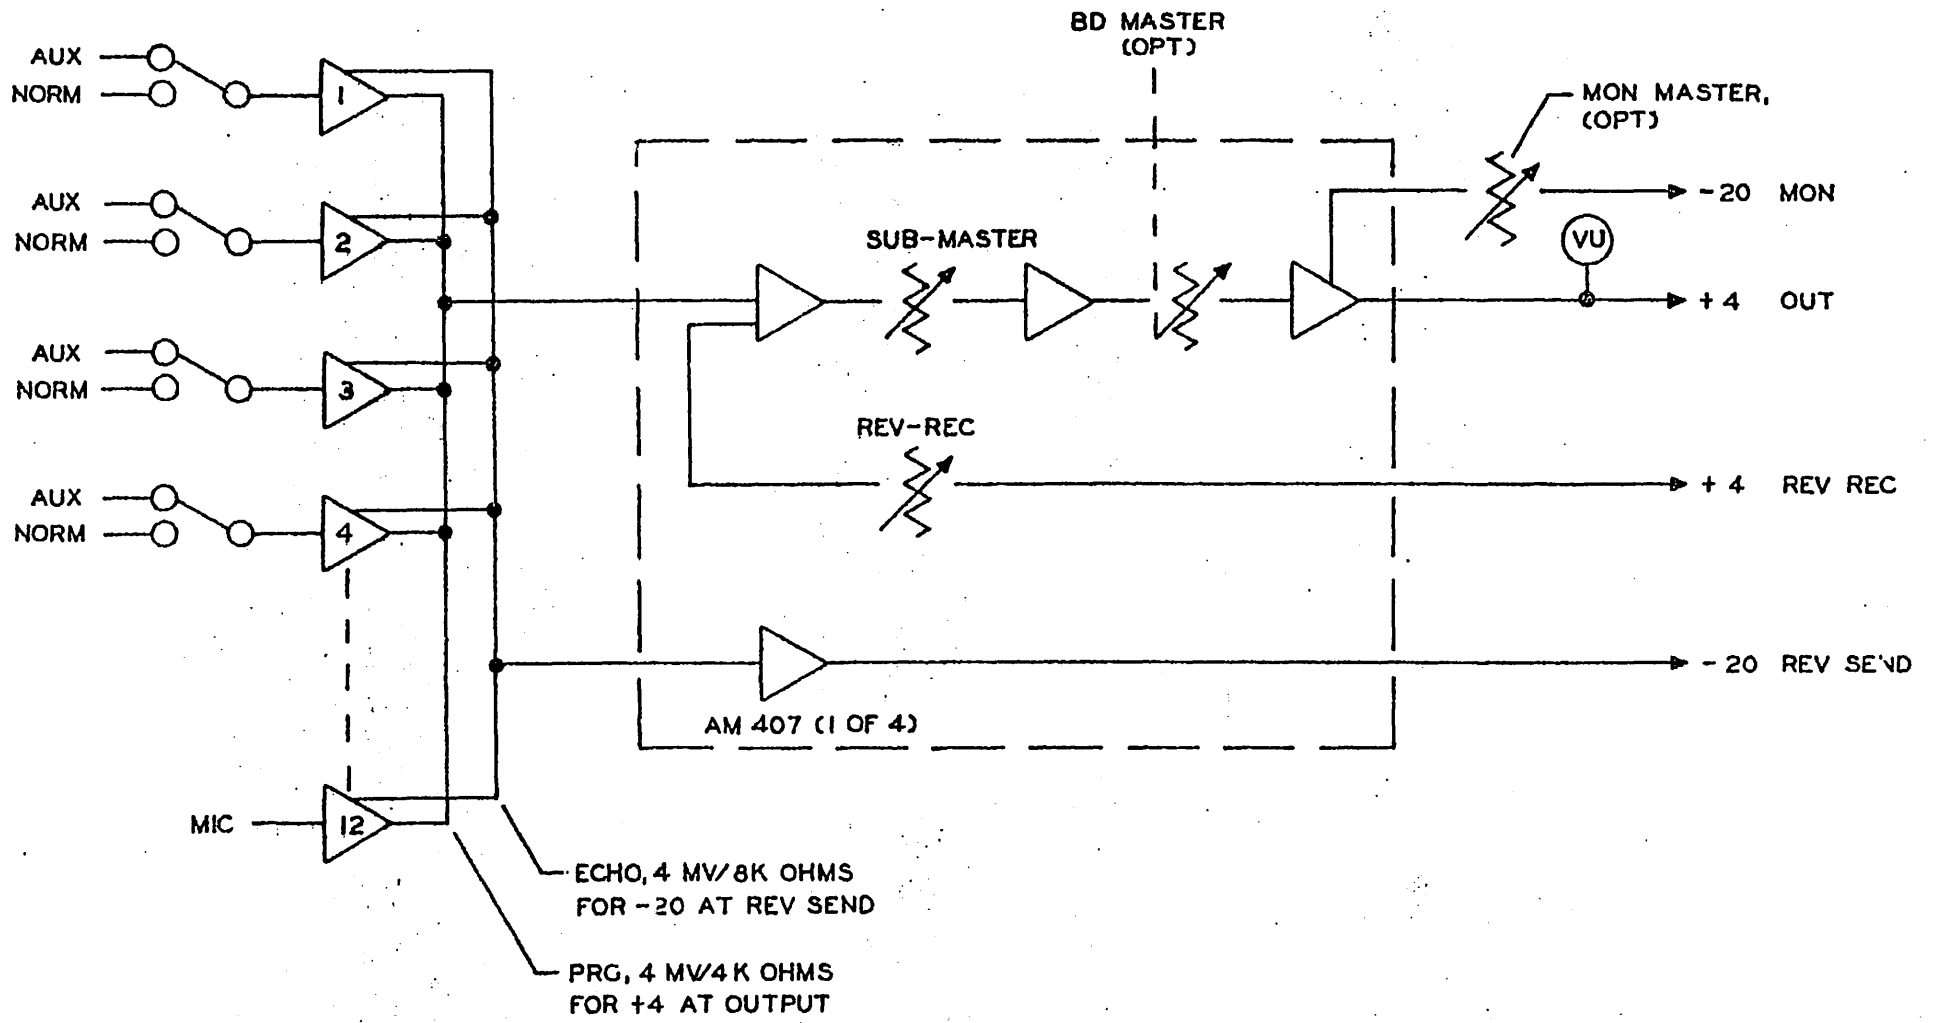 BD MASTER
(OPT)
AUX
NORM
1
MON MASTER,
(OPT)
-20 MON
AUX
NORM
2
SUB-MASTER
VU
+4 OUT
AUX
NORM
3
REV-REC
+4 REV REC
AUX
NORM
4
-20 REV SEND
AM 407 (1 OF 4)
MIC
12
ECHO, 4 MV/8K OHMS
FOR -20 AT REV SEND
PRG, 4 MV/4K OHMS
FOR +4 AT OUTPUT